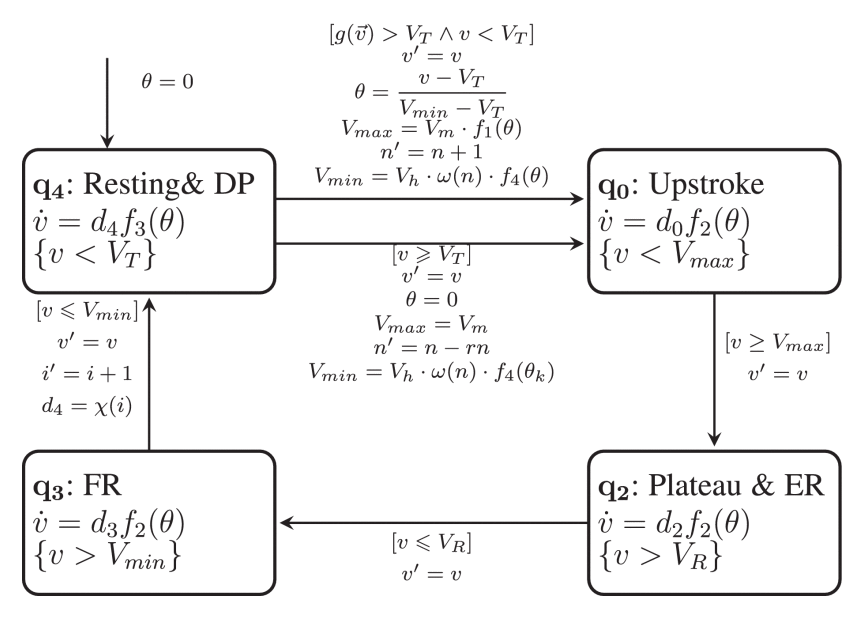 [g(v⃗) > V_T ∧ v < V_T]
v′ = v
θ = (v − V_T) / (V_min − V_T)
V_max = V_m · f_1(θ)
n′ = n + 1
V_min = V_h · ω(n) · f_4(θ)
θ = 0
q_4: Resting& DP
v̇ = d_4 f_3(θ)
{v < V_T}
q_0: Upstroke
v̇ = d_0 f_2(θ)
{v < V_max}
[v ⩾ V_T]
v′ = v
θ = 0
V_max = V_m
n′ = n − rn
V_min = V_h · ω(n) · f_4(θ_k)
[v ⩽ V_min]
v′ = v
i′ = i + 1
d_4 = χ(i)
[v ≥ V_max]
v′ = v
q_3: FR
v̇ = d_3 f_2(θ)
{v > V_min}
[v ⩽ V_R]
v′ = v
q_2: Plateau & ER
v̇ = d_2 f_2(θ)
{v > V_R}